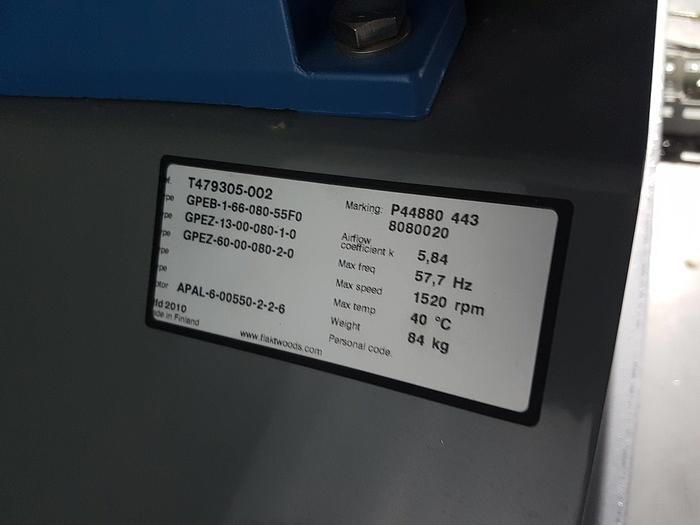 T479305-002
GPEB-1-66-080-55F0
GPEZ-13-00-080-1-0
GPEZ-60-00-080-2-0
APAL-6-00550-2-2-6
2010
in Finland
www.flaktwoods.com
Marking: P44880 443
8080020
Airflow
coefficient k 5,84
Max freq 57,7 Hz
Max speed 1520 rpm
Max temp 40 °C
Weight 84 kg
Personal code.